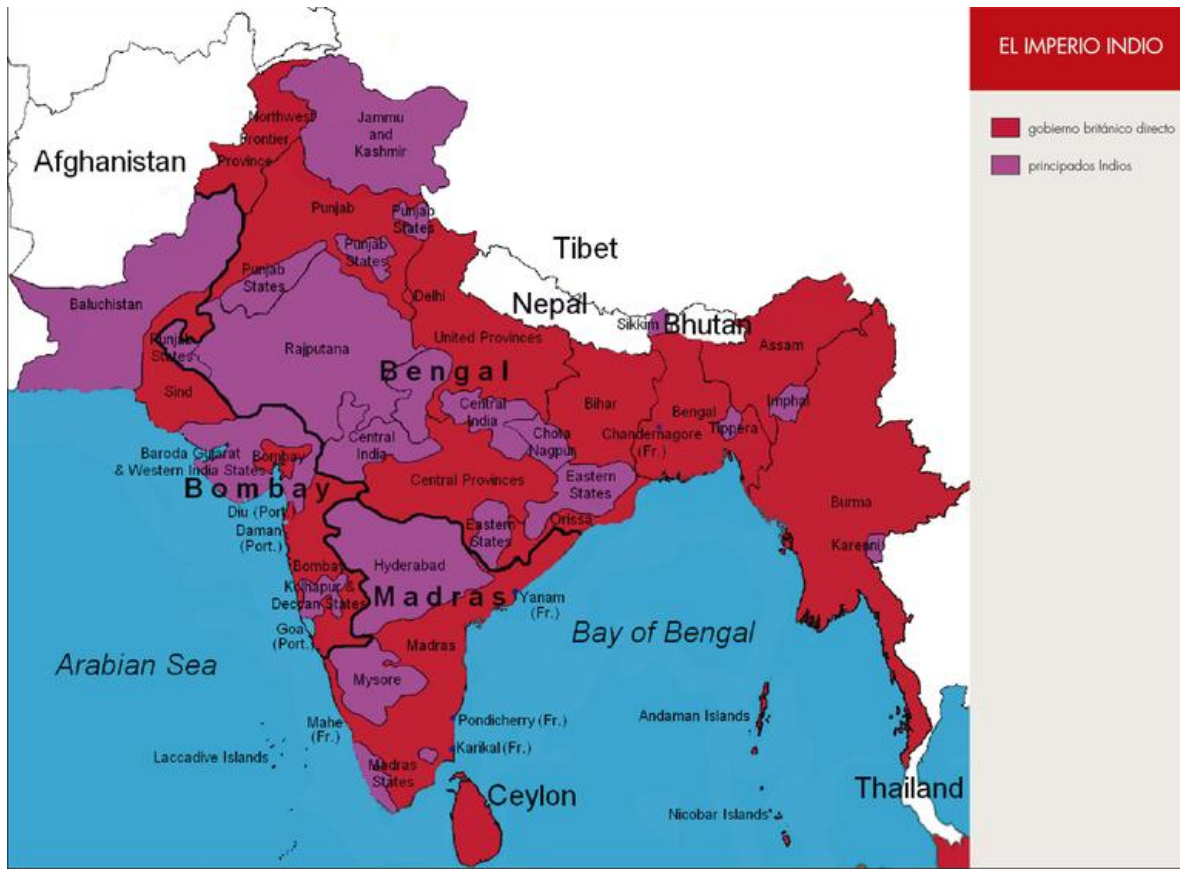 EL IMPERIO INDIO
gobierno británico directo
principados Indios
Afghanistan
Northwest
Frontier
Province
Jammu
and
Kashmir
Punjab
Punjab
States
Punjab
States
Punjab
States
Tibet
Nepal
Delhi
Baluchistan
Sikkim
Bhutan
United Provinces
Assam
Punjab
States
Rajputana
Bengal
Sind
Central
India
Bihar
Bengal
Imphal
Tippera
Chola
Nagpur
Chandernagore
(Fr.)
Central
India
Baroda Gujarat
& Western India States
Bombay
Bombay
Central Provinces
Eastern
States
Burma
Diu (Port.)
Daman
(Port.)
Eastern
States
Orissa
Karenni
Bombay
Hyderabad
Kolhapur &
Deccan States
Madras
Yanam
(Fr.)
Goa
(Port.)
Bay of Bengal
Madras
Arabian Sea
Mysore
Mahe
(Fr.)
Pondicherry (Fr.)
Andaman Islands
Karikal (Fr.)
Laccadive Islands
Madras
States
Ceylon
Thailand
Nicobar Islands